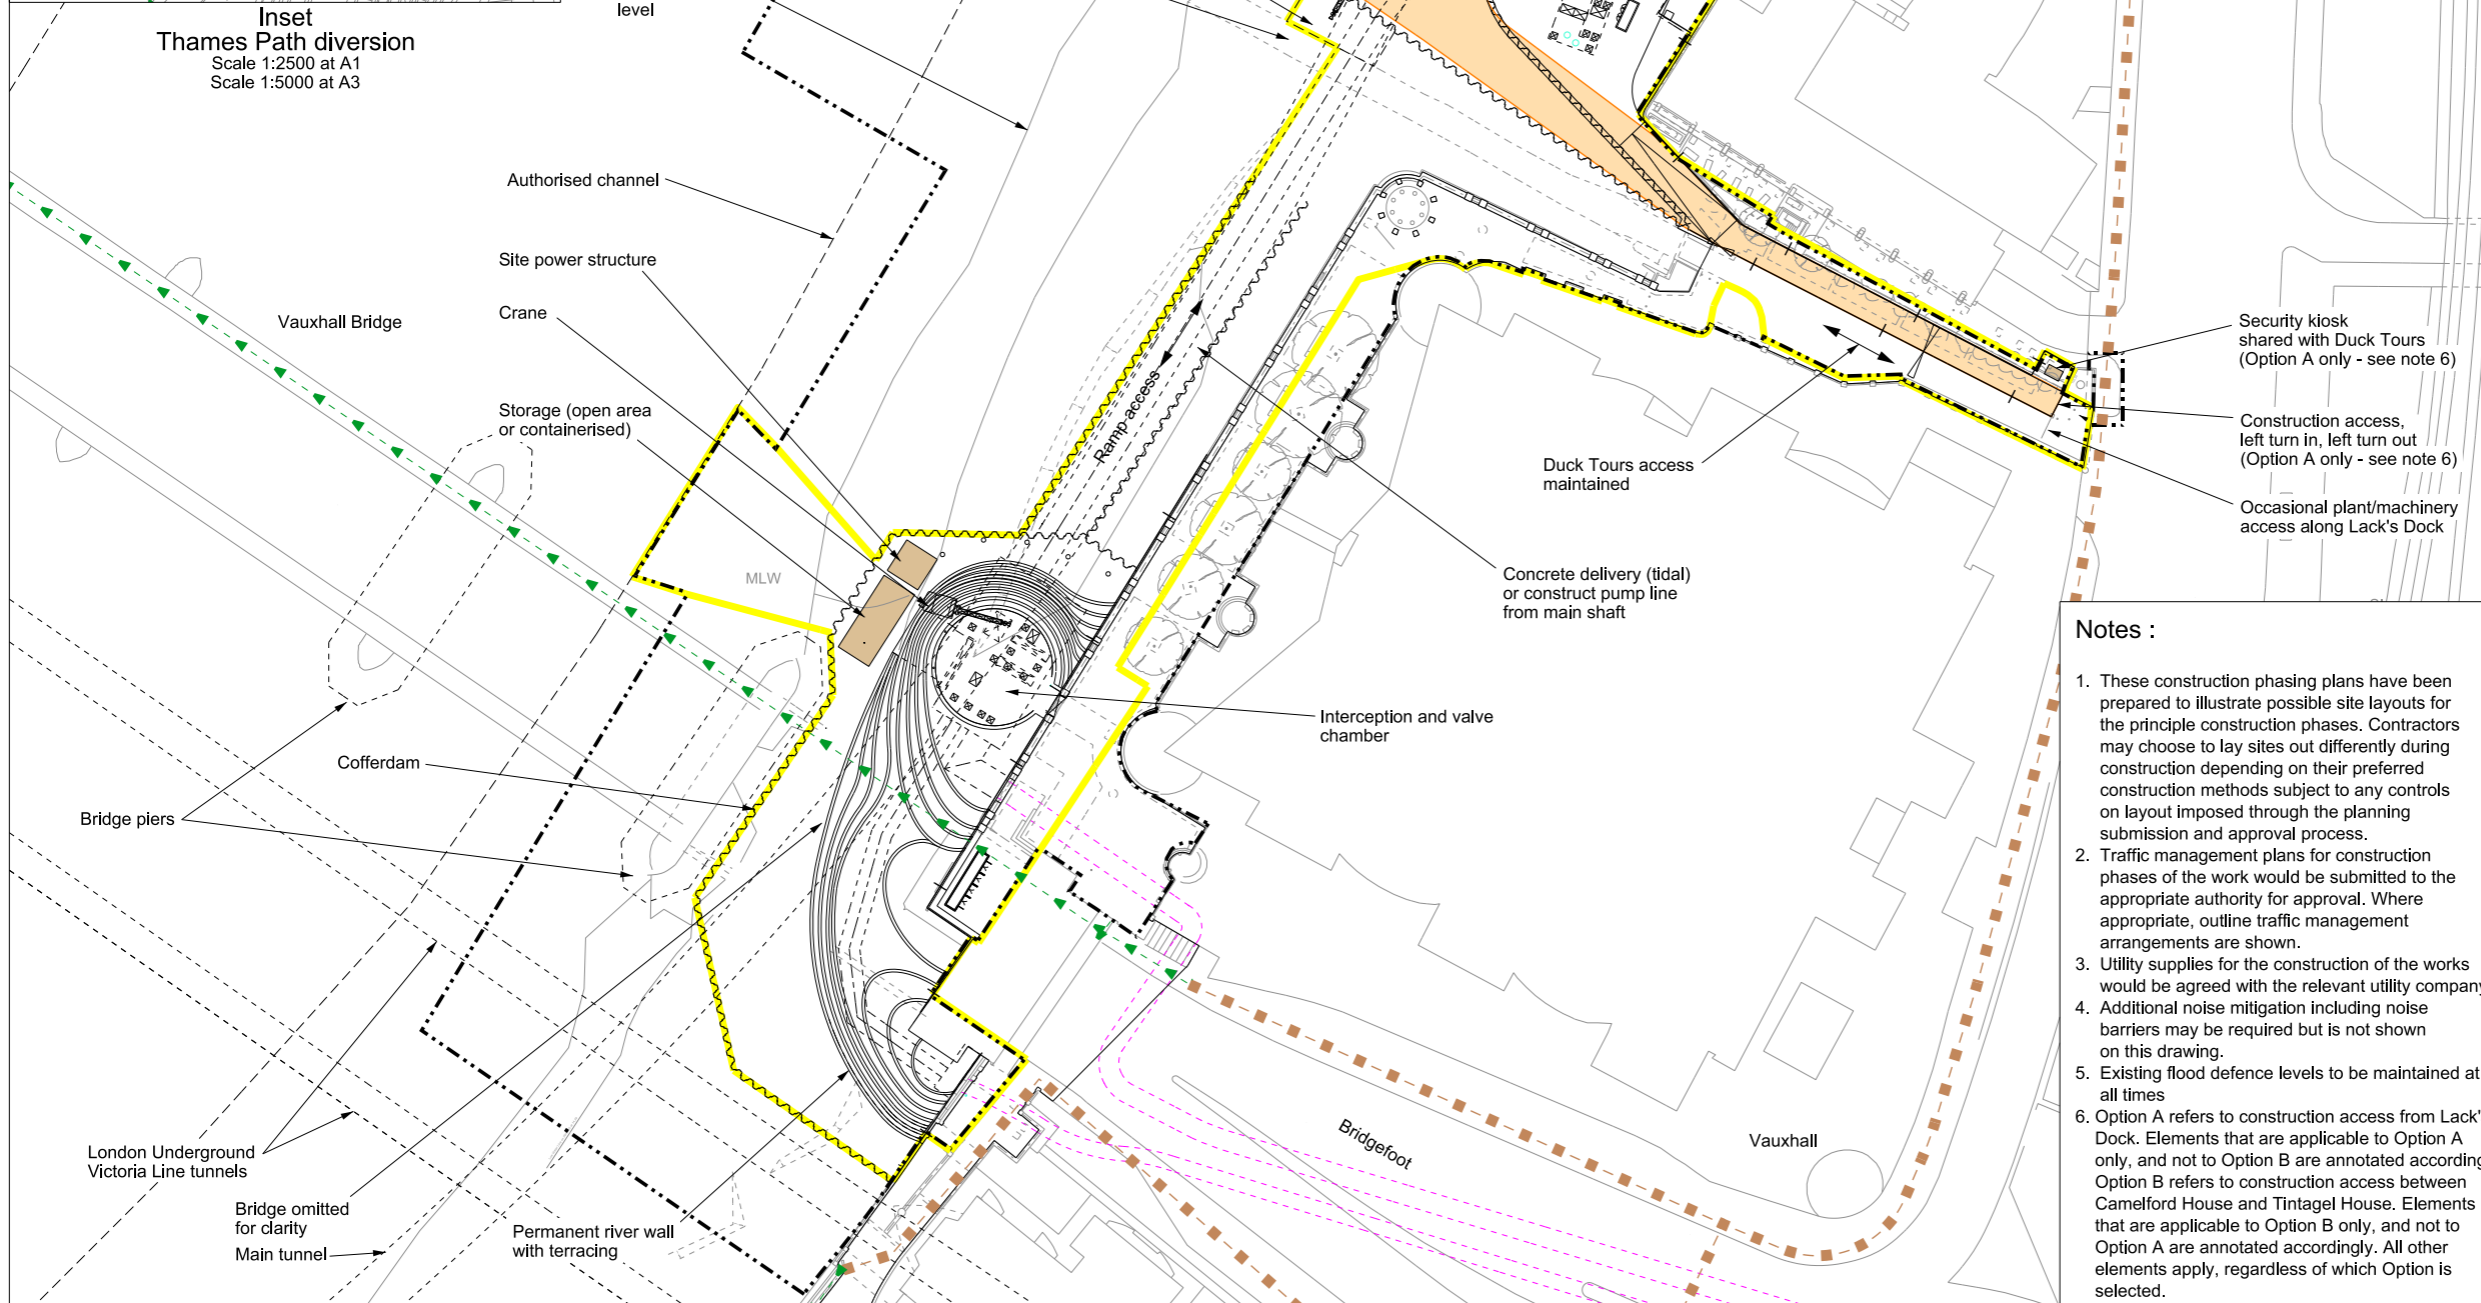 Inset
Thames Path diversion
Scale 1:2500 at A1
Scale 1:5000 at A3
level
Authorised channel
Site power structure
Crane
Vauxhall Bridge
Storage (open area
or containerised)
MLW
Ramp access
Cofferdam
Bridge piers
London Underground
Victoria Line tunnels
Bridge omitted
for clarity
Main tunnel
Permanent river wall
with terracing
Interception and valve
chamber
Concrete delivery (tidal)
or construct pump line
from main shaft
Duck Tours access
maintained
Security kiosk
shared with Duck Tours
(Option A only - see note 6)
Construction access,
left turn in, left turn out
(Option A only - see note 6)
Occasional plant/machinery
access along Lack's Dock
Bridgefoot
Vauxhall
Notes :
1. These construction phasing plans have been
prepared to illustrate possible site layouts for
the principle construction phases. Contractors
may choose to lay sites out differently during
construction depending on their preferred
construction methods subject to any controls
on layout imposed through the planning
submission and approval process.
2. Traffic management plans for construction
phases of the work would be submitted to the
appropriate authority for approval. Where
appropriate, outline traffic management
arrangements are shown.
3. Utility supplies for the construction of the works
would be agreed with the relevant utility company
4. Additional noise mitigation including noise
barriers may be required but is not shown
on this drawing.
5. Existing flood defence levels to be maintained at
all times
6. Option A refers to construction access from Lack'
Dock. Elements that are applicable to Option A
only, and not to Option B are annotated according
Option B refers to construction access between
Camelford House and Tintagel House. Elements
that are applicable to Option B only, and not to
Option A are annotated accordingly. All other
elements apply, regardless of which Option is
selected.